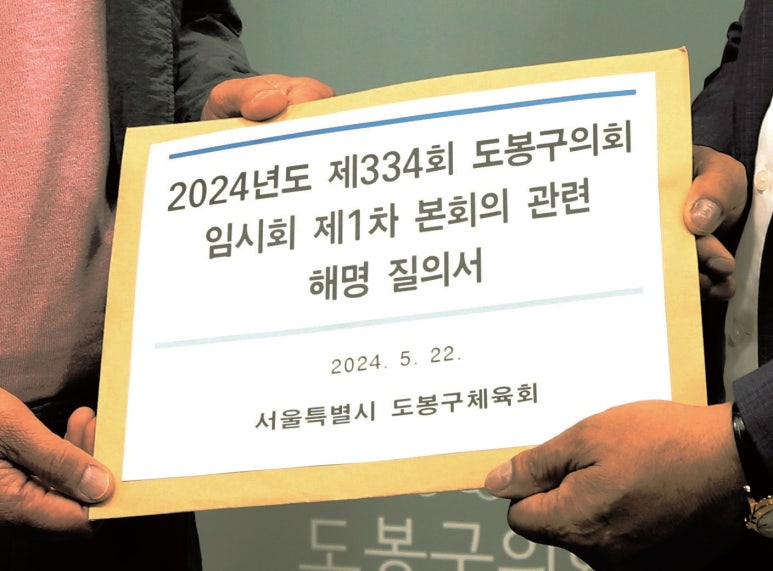 2024년도 제334회 도봉구의회
임시회 제1차 본회의 관련
해명 질의서
2024. 5. 22.
서울특별시 도봉구체육회
도봉구의회